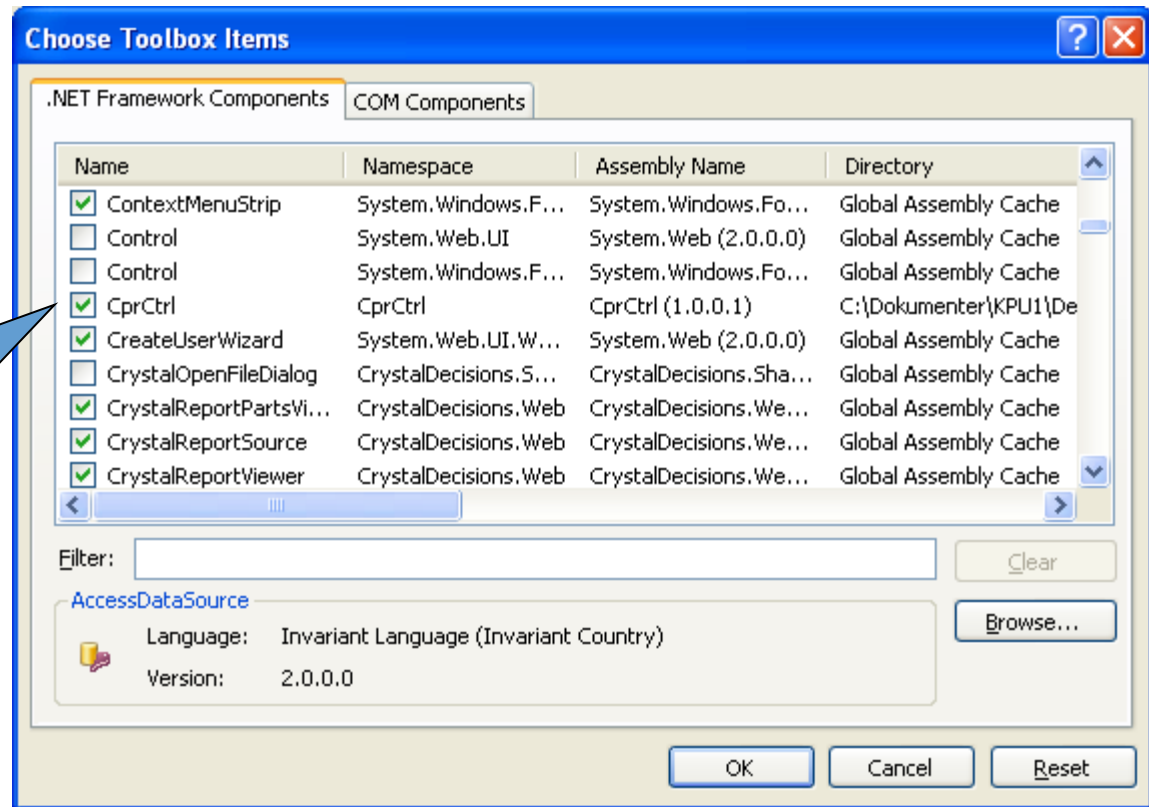 Choose Toolbox Items
.NET Framework Components COM Components
Name Namespace Assembly Name Directory
ContextMenuStrip System.Windows.F... System.Windows.Fo... Global Assembly Cache
Control System.Web.UI System.Web (2.0.0.0) Global Assembly Cache
Control System.Windows.F... System.Windows.Fo... Global Assembly Cache
CprCtrl CprCtrl CprCtrl (1.0.0.1) C:\Dokumenter\KPU1\De
CreateUserWizard System.Web.UI.W... System.Web (2.0.0.0) Global Assembly Cache
CrystalOpenFileDialog CrystalDecisions.S... CrystalDecisions.Sha... Global Assembly Cache
CrystalReportPartsVi... CrystalDecisions.Web CrystalDecisions.We... Global Assembly Cache
CrystalReportSource CrystalDecisions.Web CrystalDecisions.We... Global Assembly Cache
CrystalReportViewer CrystalDecisions.Web CrystalDecisions.We... Global Assembly Cache
Filter: Clear
AccessDataSource
Language: Invariant Language (Invariant Country) Browse...
Version: 2.0.0.0
OK Cancel Reset